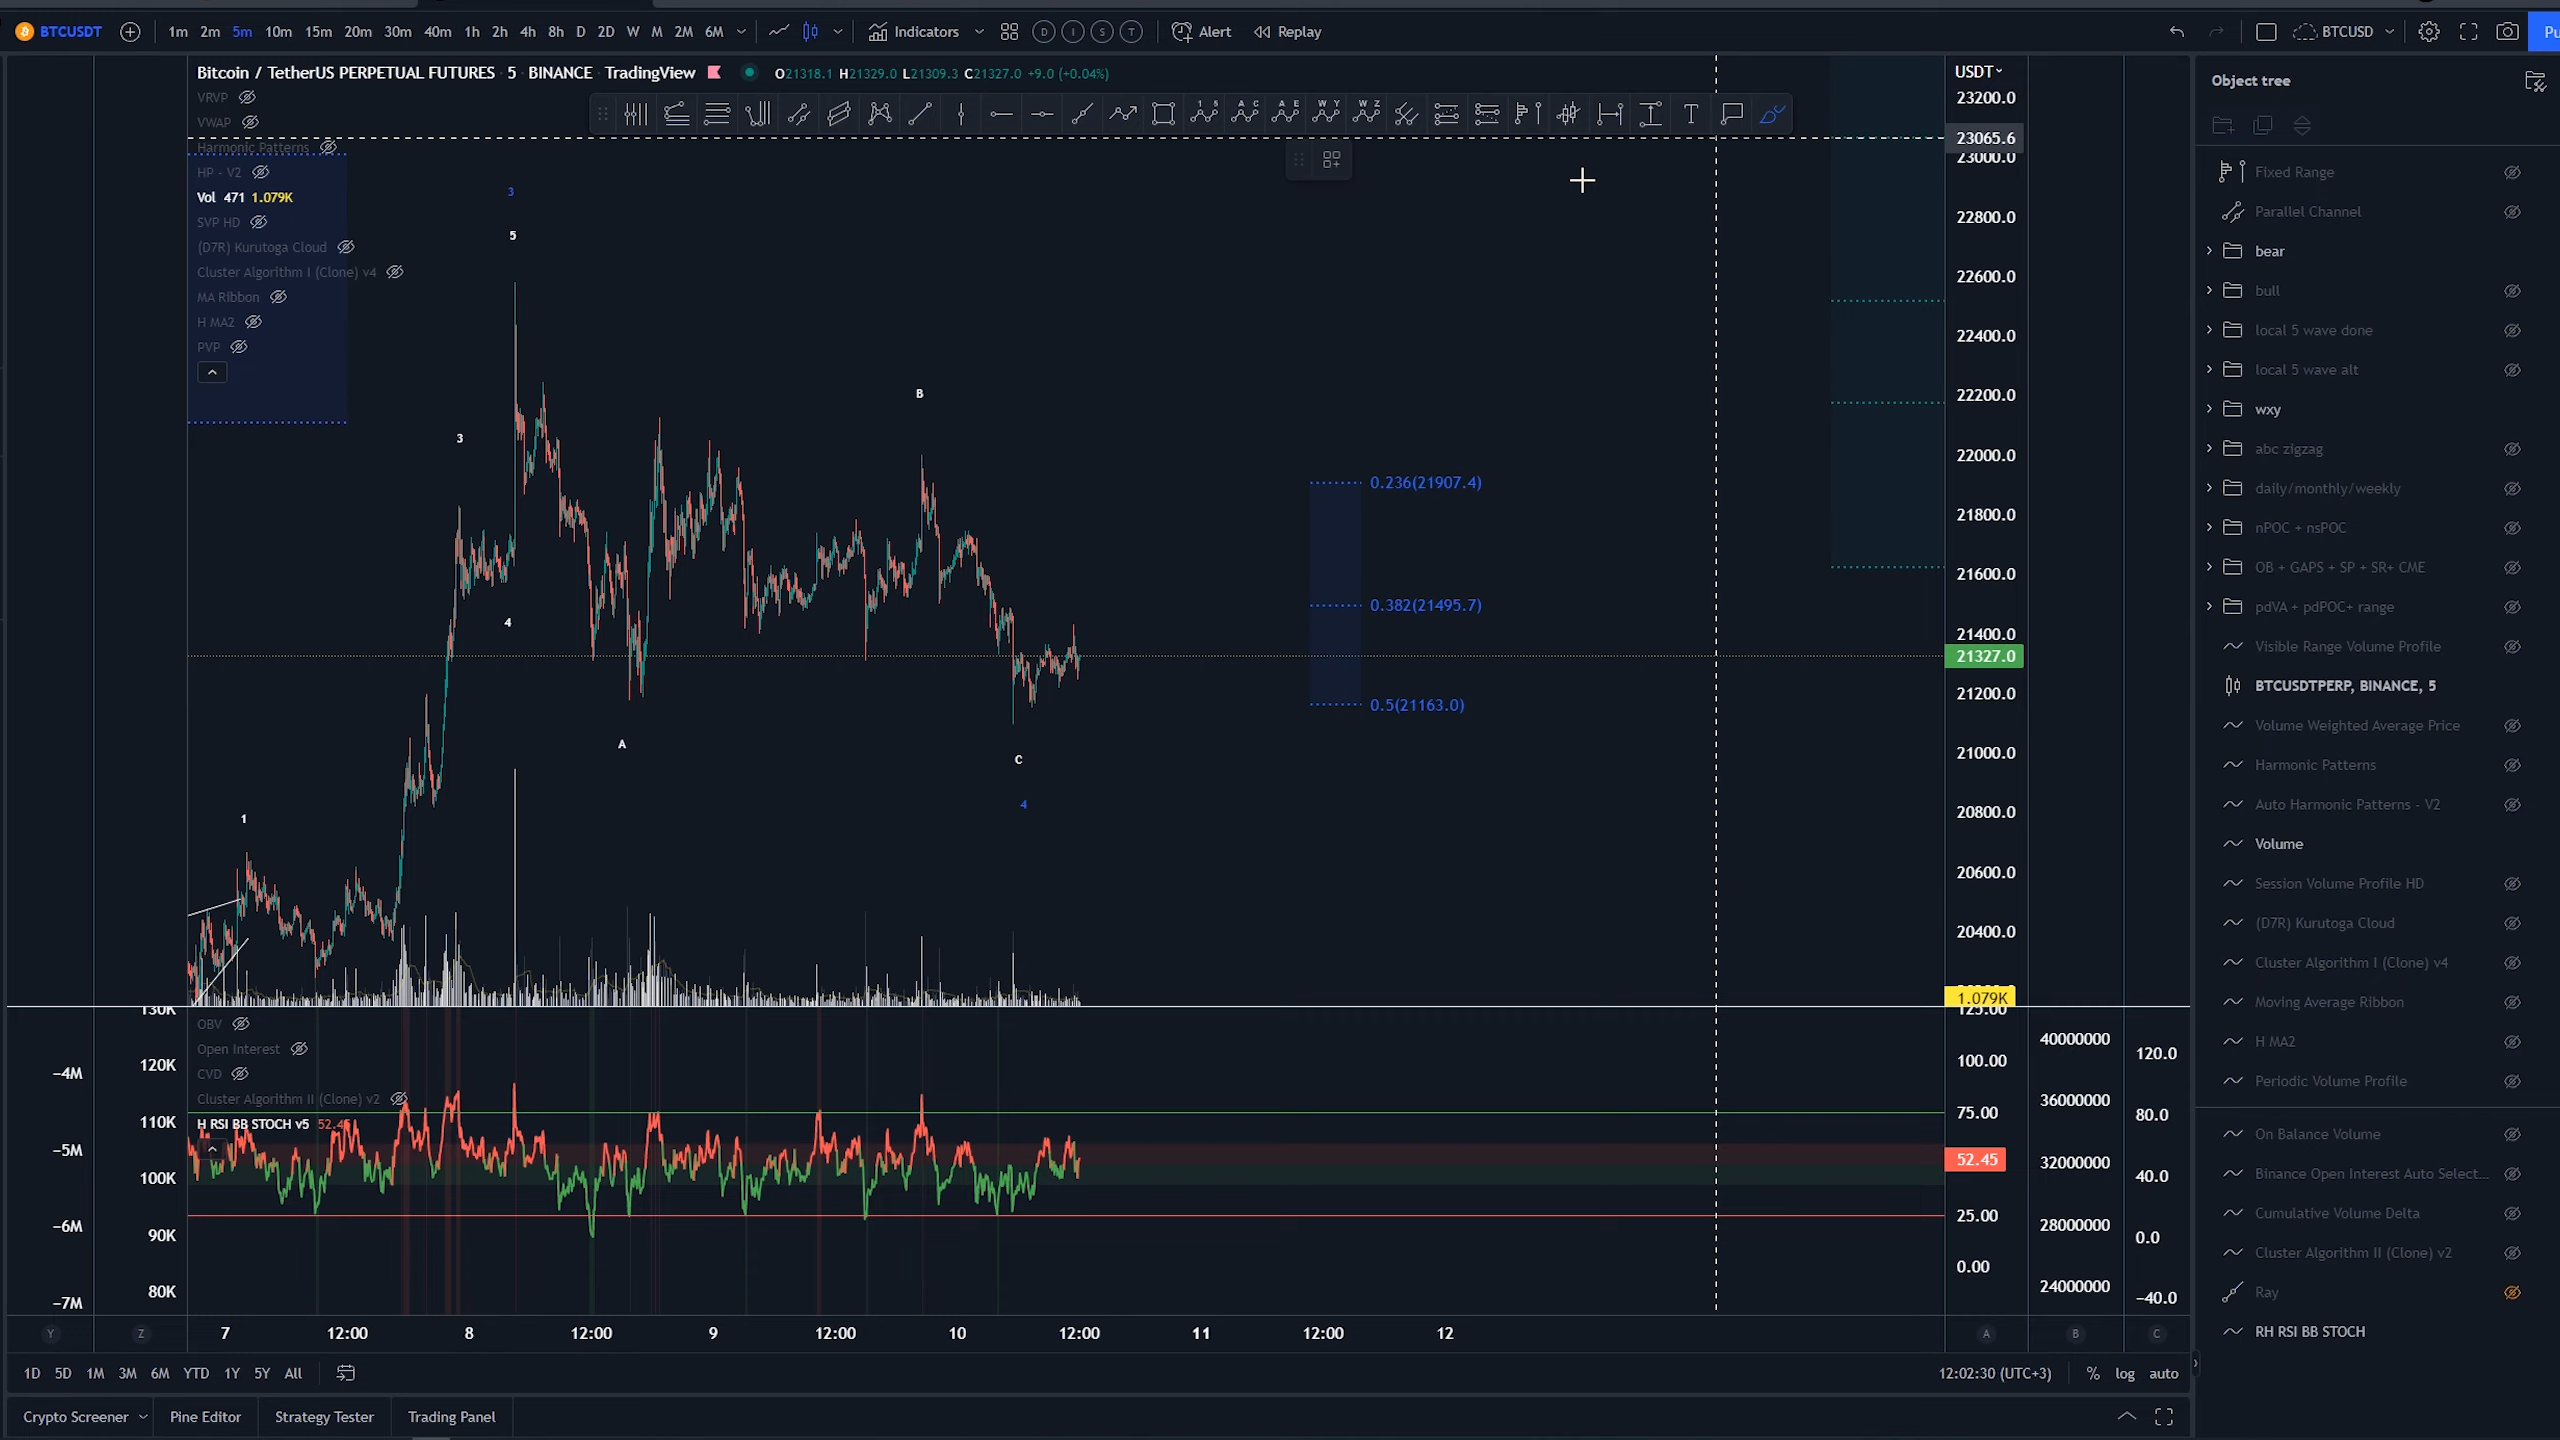 BTCUSDT 1m 2m 5m 10m 15m 20m 30m 40m 1h 2h 4h 8h D 2D W M 2M 6M Indicators D I S T Alert Replay BTCUSD Pu
Bitcoin / TetherUS PERPETUAL FUTURES 5 BINANCE TradingView O21318.1 H21329.0 L21309.3 C21327.0 +9.0 (+0.04%)
VRVP
VWAP
Harmonic Patterns
HP - V2
Vol 471 1.079K
SVP HD
(D7R) Kurutoga Cloud
Cluster Algorithm I (Clone) v4
MA Ribbon
H MA2
PVP
3
5
3
4
1
A
B
C
4
0.236(21907.4)
0.382(21495.7)
0.5(21163.0)
USDT
23200.0
23065.6
23000.0
22800.0
22600.0
22400.0
22200.0
22000.0
21800.0
21600.0
21400.0
21327.0
21200.0
21000.0
20800.0
20600.0
20400.0
1.079K
125.00
100.00
75.00
52.45
25.00
0.00
OBV
Open Interest
CVD
Cluster Algorithm II (Clone) v2
H RSI BB STOCH v5 52.45
-4M
-5M
-6M
-7M
130K
120K
110K
100K
90K
80K
40000000
36000000
32000000
28000000
24000000
120.0
80.0
40.0
0.0
-40.0
Y Z 7 12:00 8 12:00 9 12:00 10 12:00 11 12:00 12 A B C
1D 5D 1M 3M 6M YTD 1Y 5Y All 12:02:30 (UTC+3) % log auto
Crypto Screener Pine Editor Strategy Tester Trading Panel
Object tree
Fixed Range
Parallel Channel
bear
bull
local 5 wave done
local 5 wave alt
wxy
abc zigzag
daily/monthly/weekly
nPOC + nsPOC
OB + GAPS + SP + SR+ CME
pdVA + pdPOC+ range
Visible Range Volume Profile
BTCUSDTPERP, BINANCE, 5
Volume Weighted Average Price
Harmonic Patterns
Auto Harmonic Patterns - V2
Volume
Session Volume Profile HD
(D7R) Kurutoga Cloud
Cluster Algorithm I (Clone) v4
Moving Average Ribbon
H MA2
Periodic Volume Profile
On Balance Volume
Binance Open Interest Auto Select...
Cumulative Volume Delta
Cluster Algorithm II (Clone) v2
Ray
RH RSI BB STOCH